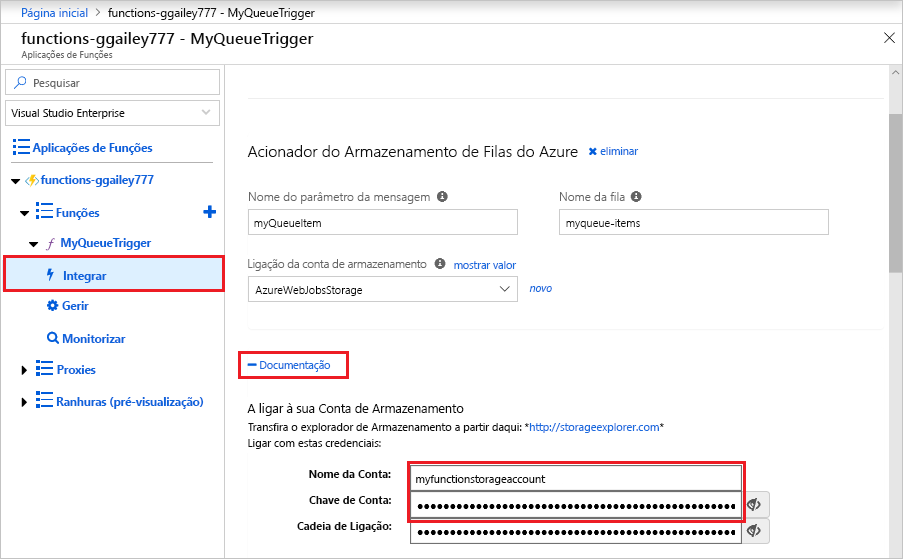 Página inicial > functions-ggailey777 - MyQueueTrigger
functions-ggailey777 - MyQueueTrigger
Aplicações de Funções
Pesquisar
Visual Studio Enterprise
Aplicações de Funções
functions-ggailey777
Funções
MyQueueTrigger
Integrar
Gerir
Monitorizar
Proxies
Ranhuras (pré-visualização)
Acionador do Armazenamento de Filas do Azure eliminar
Nome do parâmetro da mensagem
myQueueItem
Nome da fila
myqueue-items
Ligação da conta de armazenamento mostrar valor
AzureWebJobsStorage novo
Documentação
A ligar à sua Conta de Armazenamento
Transfira o explorador de Armazenamento a partir daqui: *http://storageexplorer.com*
Ligar com estas credenciais:
Nome da Conta: myfunctionstorageaccount
Chave de Conta:
Cadeia de Ligação: